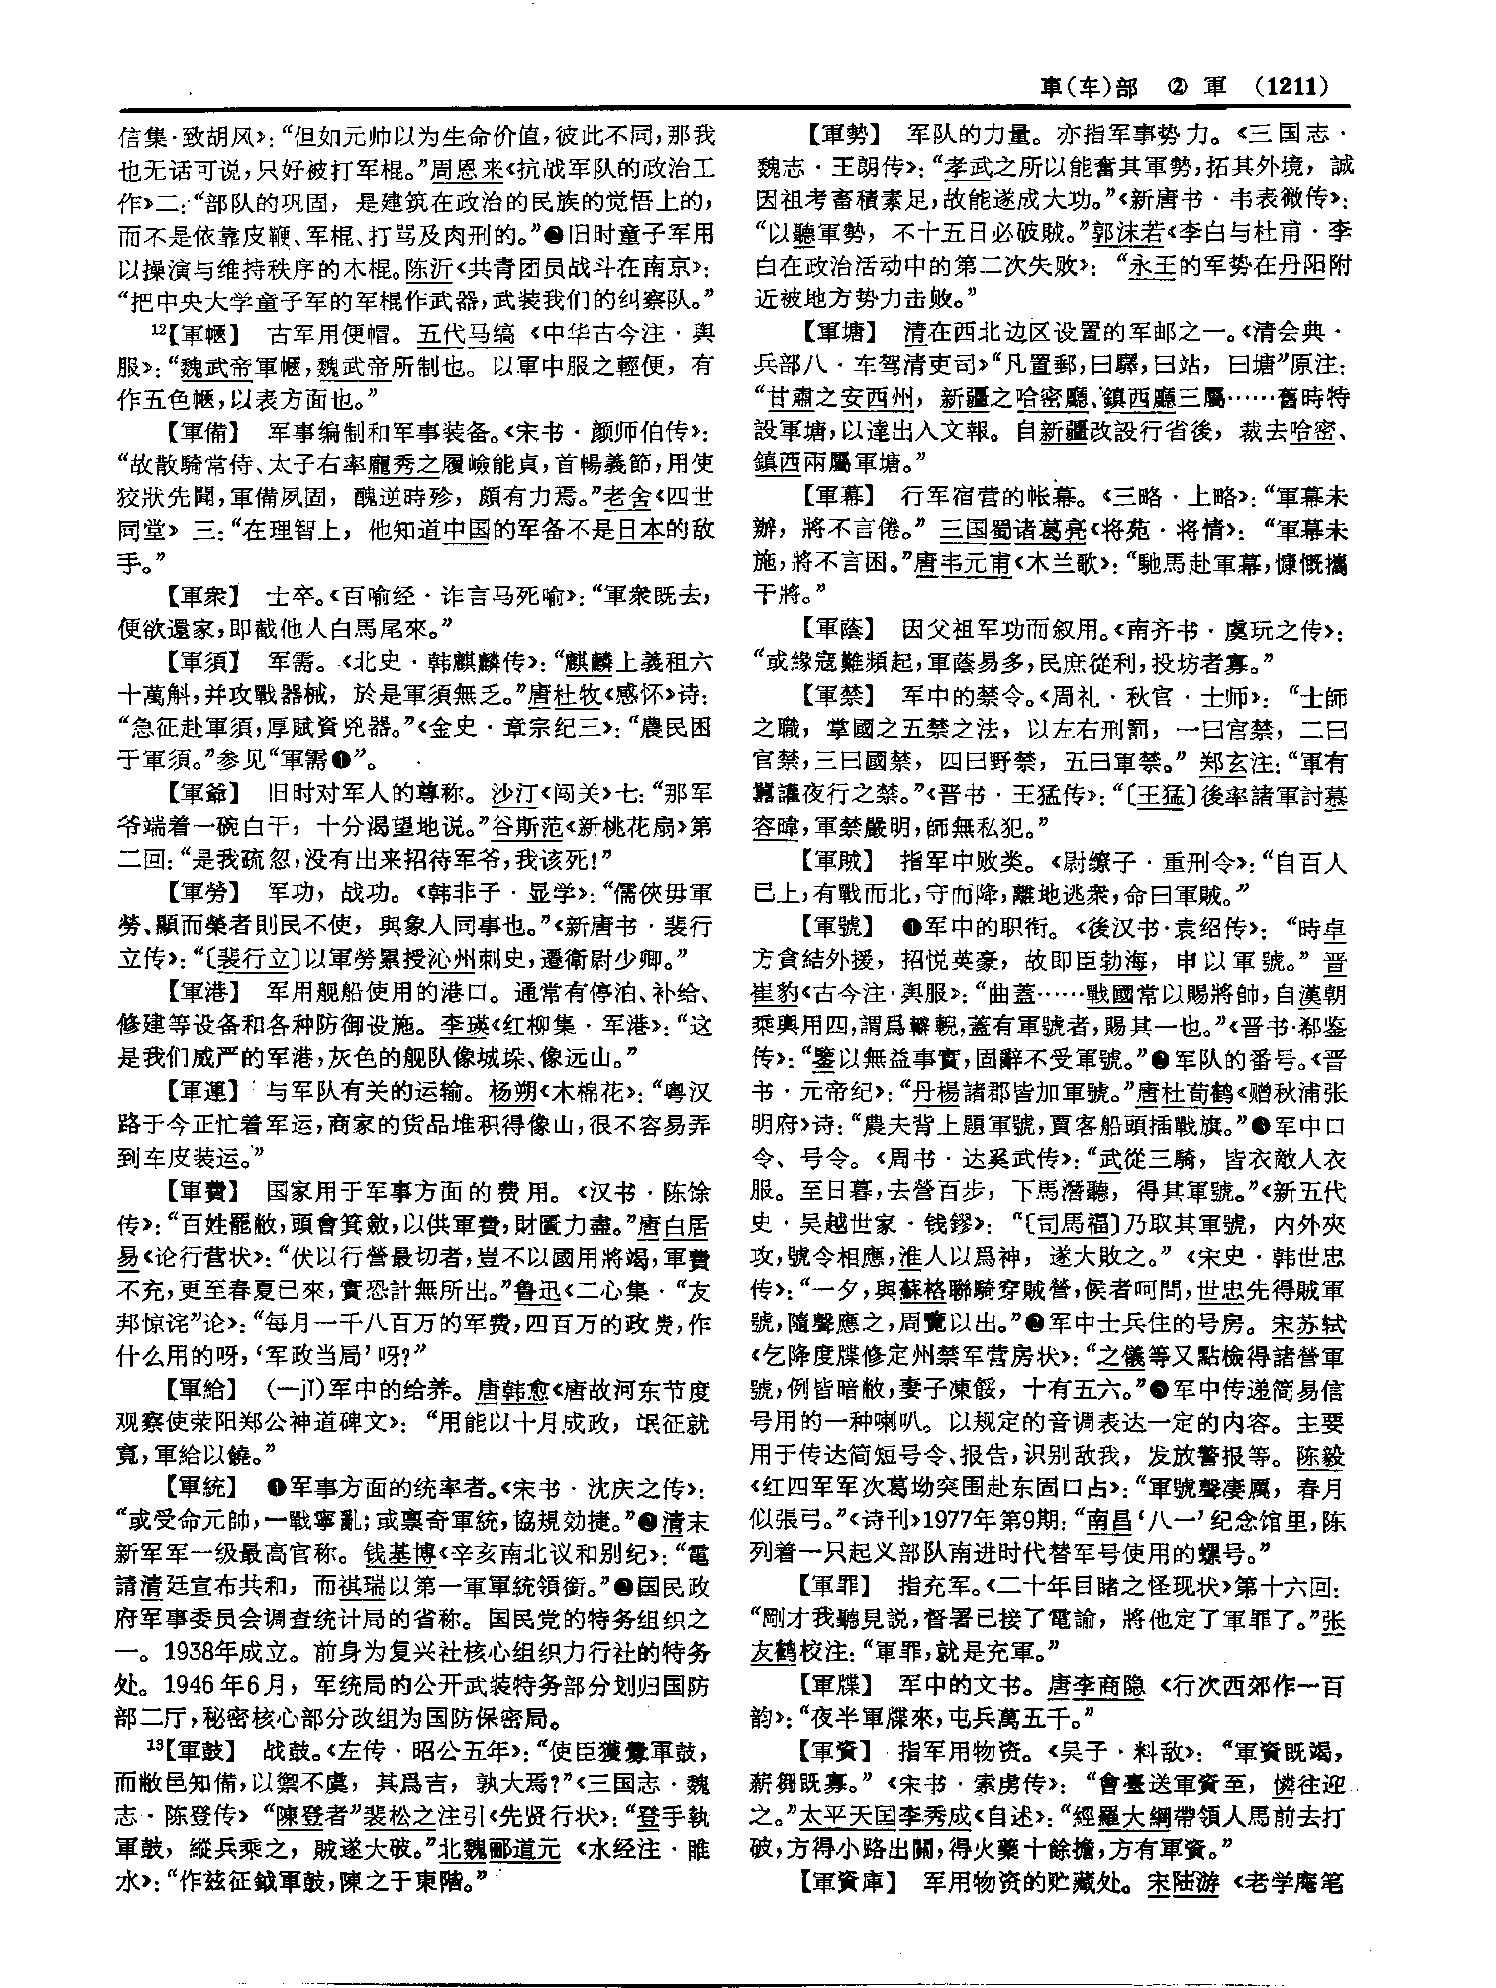 車(车)部 ② 軍 (1211)
信集·致胡风》：“但如元帅以为生命价值，彼此不同，那我
也无话可说，只好被打军棍。”周恩来《抗战军队的政治工
作》二：“部队的巩固，是建筑在政治的民族的觉悟上的，
而不是依靠皮鞭、军棍、打骂及肉刑的。”❷旧时童子军用
以操演与维持秩序的木棍。陈沂《共青团员战斗在南京》：
“把中央大学童子军的军棍作武器，武装我们的纠察队。”
12【軍幄】 古军用便帽。五代马缟《中华古今注·舆
服》：“魏武帝軍幄，魏武帝所制也。以軍中服之輕便，有
作五色幄，以表方面也。”
【軍備】 军事编制和军事装备。《宋书·颜师伯传》：
“故散騎常侍、太子右率龐秀之履嶮能貞，首暢義節，用使
狡狀先聞，軍備夙固，醜逆時殄，頗有力焉。”老舍《四世
同堂》三：“在理智上，他知道中国的军备不是日本的敌
手。”
【軍衆】 士卒。《百喻经·诈言马死喻》：“軍衆既去，
便欲還家，即截他人白馬尾來。”
【軍須】 军需。《北史·韩麒麟传》：“麒麟上義租六
十萬斛，并攻戰器械，於是軍須無乏。”唐杜牧《感怀》诗：
“急征赴軍須，厚賦資兇器。”《金史·章宗纪三》：“農民困
于軍須。”参见“軍需❶”。
【軍爺】 旧时对军人的尊称。沙汀《闯关》七：“那军
爷端着一碗白干，十分渴望地说。”谷斯范《新桃花扇》第
二回：“是我疏忽，没有出来招待军爷，我该死！”
【軍勞】 军功，战功。《韩非子·显学》：“儒俠毋軍
勞、顯而榮者則民不使，與象人同事也。”《新唐书·裴行
立传》：“〔裴行立〕以軍勞累授沁州刺史，遷衛尉少卿。”
【軍港】 军用舰船使用的港口。通常有停泊、补给、
修建等设备和各种防御设施。李瑛《红柳集·军港》：“这
是我们威严的军港，灰色的舰队像城垛、像远山。”
【軍運】 与军队有关的运输。杨朔《木棉花》：“粤汉
路于今正忙着军运，商家的货品堆积得像山，很不容易弄
到车皮装运。”
【軍費】 国家用于军事方面的费用。《汉书·陈馀
传》：“百姓罷敝，頭會箕斂，以供軍費，財匱力盡。”唐白居
易《论行营状》：“伏以行營最切者，豈不以國用將竭，軍費
不充，更至春夏已來，實恐計無所出。”鲁迅《二心集·“友
邦惊诧”论》：“每月一千八百万的军费，四百万的政费，作
什么用的呀，‘军政当局’呀？”
【軍給】 (—jǐ)军中的给养。唐韩愈《唐故河东节度
观察使荥阳郑公神道碑文》：“用能以十月成政，氓征就
寬，軍給以饒。”
【軍統】 ❶军事方面的统率者。《宋书·沈庆之传》：
“或受命元帥，一戰寧亂；或禀奇軍統，協規効捷。”❷清末
新军军一级最高官称。钱基博《辛亥南北议和别纪》：“電
請清廷宣布共和，而祺瑞以第一軍軍統領銜。”❸国民政
府军事委员会调查统计局的省称。国民党的特务组织之
一。1938年成立。前身为复兴社核心组织力行社的特务
处。1946年6月，军统局的公开武装特务部分划归国防
部二厅，秘密核心部分改组为国防保密局。
13【軍鼓】 战鼓。《左传·昭公五年》：“使臣獲釁軍鼓，
而敝邑知備，以禦不虞，其爲吉，孰大焉？”《三国志·魏
志·陈登传》“陳登者”裴松之注引《先贤行状》：“登手執
軍鼓，縱兵乘之，賊遂大破。”北魏郦道元《水经注·睢
水》：“作兹征鉞軍鼓，陳之于東階。”
【軍勢】 军队的力量。亦指军事势力。《三国志·
魏志·王朗传》：“孝武之所以能奮其軍勢，拓其外境，誠
因祖考畜積素足，故能遂成大功。”《新唐书·韦表微传》：
“以聽軍勢，不十五日必破賊。”郭沫若《李白与杜甫·李
白在政治活动中的第二次失败》：“永王的军势在丹阳附
近被地方势力击败。”
【軍塘】 清在西北边区设置的军邮之一。《清会典·
兵部八·车驾清吏司》“凡置郵，曰驛，曰站，曰塘”原注：
“甘肅之安西州，新疆之哈密廳、鎮西廳三屬……舊時特
設軍塘，以達出入文報。自新疆改設行省後，裁去哈密、
鎮西兩屬軍塘。”
【軍幕】 行军宿营的帐幕。《三略·上略》：“軍幕未
辦，將不言倦。”三国蜀诸葛亮《将苑·将情》：“軍幕未
施，將不言困。”唐韦元甫《木兰歌》：“馳馬赴軍幕，慷慨攜
干將。”
【軍蔭】 因父祖军功而叙用。《南齐书·虞玩之传》：
“或緣寇難頻起，軍蔭易多，民庶從利，投坊者寡。”
【軍禁】 军中的禁令。《周礼·秋官·士师》：“士師
之職，掌國之五禁之法，以左右刑罰，一曰宫禁，二曰
官禁，三曰國禁，四曰野禁，五曰軍禁。”郑玄注：“軍有
囂讙夜行之禁。”《晋书·王猛传》：“〔王猛〕後率諸軍討慕
容暐，軍禁嚴明，師無私犯。”
【軍賊】 指军中败类。《尉缭子·重刑令》：“自百人
已上，有戰而北，守而降，離地逃衆，命曰軍賊。”
【軍號】 ❶军中的职衔。《後汉书·袁绍传》：“時卓
方貪結外援，招悦英豪，故即臣勃海，申以軍號。”晋
崔豹《古今注·舆服》：“曲蓋……戰國常以賜將帥，自漢朝
乘輿用四，謂爲𨍏輗，蓋有軍號者，賜其一也。”《晋书·郗鉴
传》：“鑒以無益事實，固辭不受軍號。”❷军队的番号。《晋
书·元帝纪》：“丹楊諸郡皆加軍號。”唐杜荀鹤《赠秋浦张
明府》诗：“農夫背上題軍號，賈客船頭插戰旗。”❸军中口
令、号令。《周书·达奚武传》：“武從三騎，皆衣敵人衣
服。至日暮，去營百步，下馬潛聽，得其軍號。”《新五代
史·吴越世家·钱鏐》：“〔司馬福〕乃取其軍號，内外夾
攻，號令相應，淮人以爲神，遂大敗之。”《宋史·韩世忠
传》：“一夕，與蘇格聯騎穿賊營，候者呵問，世忠先得賊軍
號，隨聲應之，周覽以出。”❹军中士兵住的号房。宋苏轼
《乞降度牒修定州禁军营房状》：“之儀等又點檢得諸營軍
號，例皆暗敝，妻子凍餒，十有五六。”❺军中传递简易信
号用的一种喇叭。以规定的音调表达一定的内容。主要
用于传达简短号令、报告，识别敌我，发放警报等。陈毅
《红四军军次葛坳突围赴东固口占》：“軍號聲凄厲，春月
似張弓。”《诗刊》1977年第9期：“南昌‘八一’纪念馆里，陈
列着一只起义部队南进时代替军号使用的螺号。”
【軍罪】 指充军。《二十年目睹之怪现状》第十六回：
“剛才我聽見説，督署已接了電諭，將他定了軍罪了。”张
友鹤校注：“軍罪，就是充軍。”
【軍牒】 军中的文书。唐李商隐《行次西郊作一百
韵》：“夜半軍牒來，屯兵萬五千。”
【軍資】 指军用物资。《吴子·料敌》：“軍資既竭，
薪芻既寡。”《宋书·索虏传》：“會臺送軍資至，憐往迎
之。”太平天国李秀成《自述》：“經羅大綱帶領人馬前去打
破，方得小路出關，得火藥十餘擔，方有軍資。”
【軍資庫】 军用物资的贮藏处。宋陆游《老学庵笔